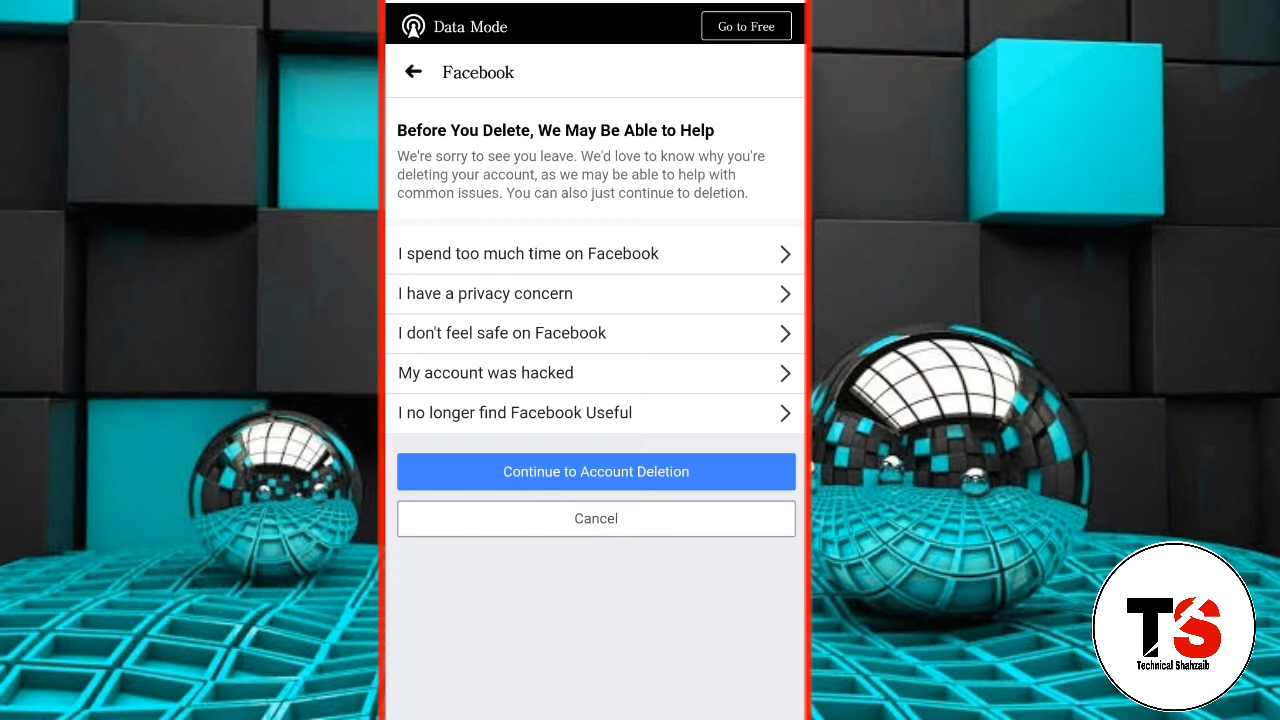 Data Mode
Go to Free
Facebook
Before You Delete, We May Be Able to Help
We're sorry to see you leave. We'd love to know why you're
deleting your account, as we may be able to help with
common issues. You can also just continue to deletion.
I spend too much time on Facebook
I have a privacy concern
I don't feel safe on Facebook
My account was hacked
I no longer find Facebook Useful
Continue to Account Deletion
Cancel
TS
Technical Shahzaib